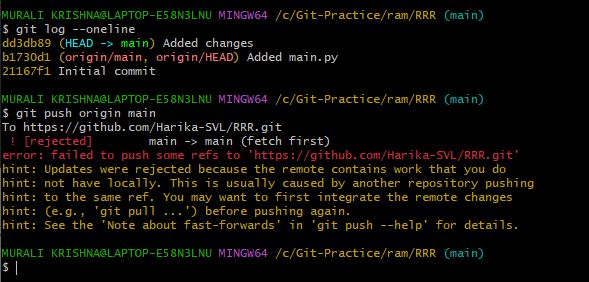 MURALI KRISHNA@LAPTOP-E58N3LNU MINGW64 /c/Git-Practice/ram/RRR (main)
$ git log --oneline
dd3db89 (HEAD -> main) Added changes
b1730d1 (origin/main, origin/HEAD) Added main.py
21167f1 Initial commit
MURALI KRISHNA@LAPTOP-E58N3LNU MINGW64 /c/Git-Practice/ram/RRR (main)
$ git push origin main
To https://github.com/Harika-SVL/RRR.git
 ! [rejected]        main -> main (fetch first)
error: failed to push some refs to 'https://github.com/Harika-SVL/RRR.git'
hint: Updates were rejected because the remote contains work that you do
hint: not have locally. This is usually caused by another repository pushing
hint: to the same ref. You may want to first integrate the remote changes
hint: (e.g., 'git pull ...') before pushing again.
hint: See the 'Note about fast-forwards' in 'git push --help' for details.
MURALI KRISHNA@LAPTOP-E58N3LNU MINGW64 /c/Git-Practice/ram/RRR (main)
$